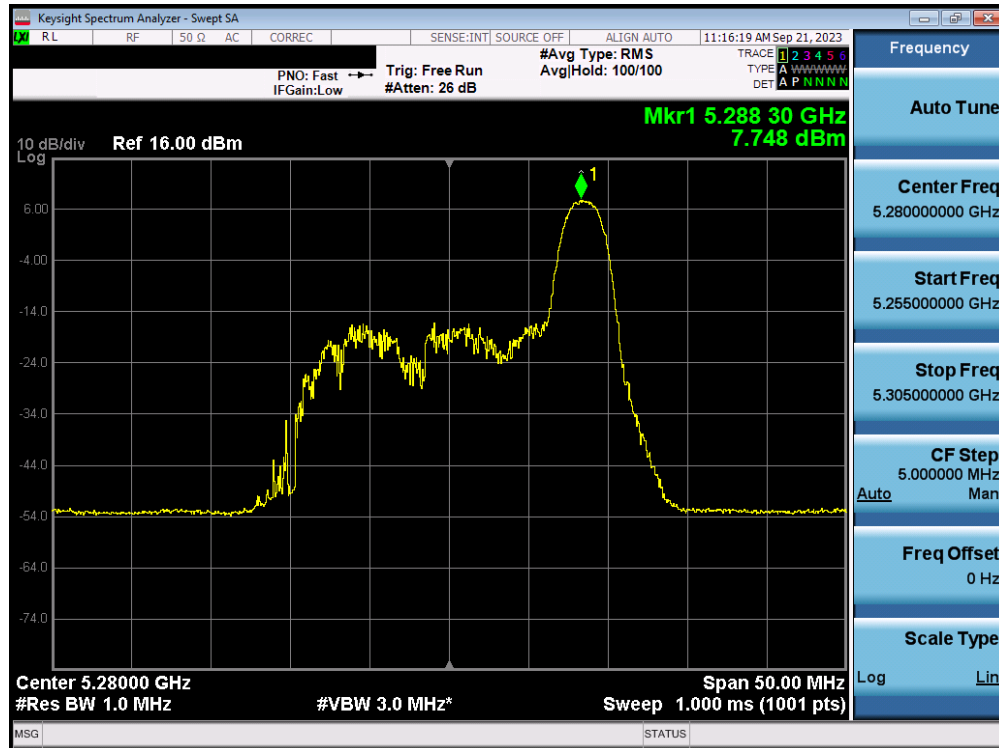 Keysight Spectrum Analyzer - Swept SA
LXI RL RF 50 Ω AC CORREC SENSE:INT SOURCE OFF ALIGN AUTO 11:16:19 AM Sep 21, 2023
PNO: Fast
IFGain:Low
Trig: Free Run
#Atten: 26 dB
#Avg Type: RMS
Avg|Hold: 100/100
TRACE 1 2 3 4 5 6
TYPE A WWWWW
DET A P N N N N
Mkr1 5.288 30 GHz
7.748 dBm
10 dB/div Ref 16.00 dBm
Log
1
6.00
-4.00
-14.0
-24.0
-34.0
-44.0
-54.0
-64.0
-74.0
Center 5.28000 GHz Span 50.00 MHz
#Res BW 1.0 MHz #VBW 3.0 MHz* Sweep 1.000 ms (1001 pts)
MSG STATUS
Frequency
Auto Tune
Center Freq
5.280000000 GHz
Start Freq
5.255000000 GHz
Stop Freq
5.305000000 GHz
CF Step
5.000000 MHz
Auto Man
Freq Offset
0 Hz
Scale Type
Log Lin